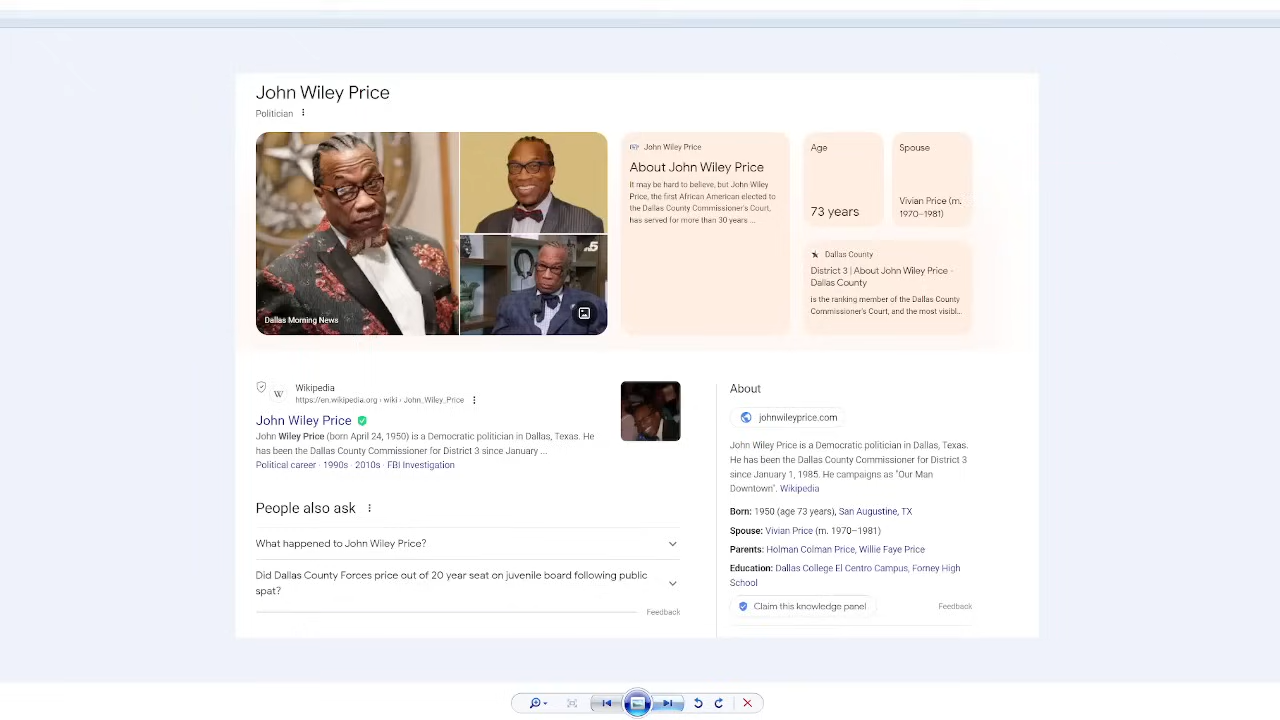 John Wiley Price
Politician
Dallas Morning News
5
John Wiley Price
About John Wiley Price
It may be hard to believe, but John Wiley
Price, the first African American elected to
the Dallas County Commissioner's Court,
has served for more than 30 years ...
Age
73 years
Spouse
Vivian Price (m.
1970–1981)
Dallas County
District 3 | About John Wiley Price -
Dallas County
is the ranking member of the Dallas County
Commissioner's Court, and the most visibl...
W
Wikipedia
https://en.wikipedia.org › wiki › John_Wiley_Price
John Wiley Price
John Wiley Price (born April 24, 1950) is a Democratic politician in Dallas, Texas. He
has been the Dallas County Commissioner for District 3 since January ...
Political career · 1990s · 2010s · FBI Investigation
People also ask
What happened to John Wiley Price?
Did Dallas County Forces price out of 20 year seat on juvenile board following public
spat?
Feedback
About
johnwileyprice.com
John Wiley Price is a Democratic politician in Dallas, Texas.
He has been the Dallas County Commissioner for District 3
since January 1, 1985. He campaigns as "Our Man
Downtown". Wikipedia
Born: 1950 (age 73 years), San Augustine, TX
Spouse: Vivian Price (m. 1970–1981)
Parents: Holman Colman Price, Willie Faye Price
Education: Dallas College El Centro Campus, Forney High
School
Claim this knowledge panel
Feedback